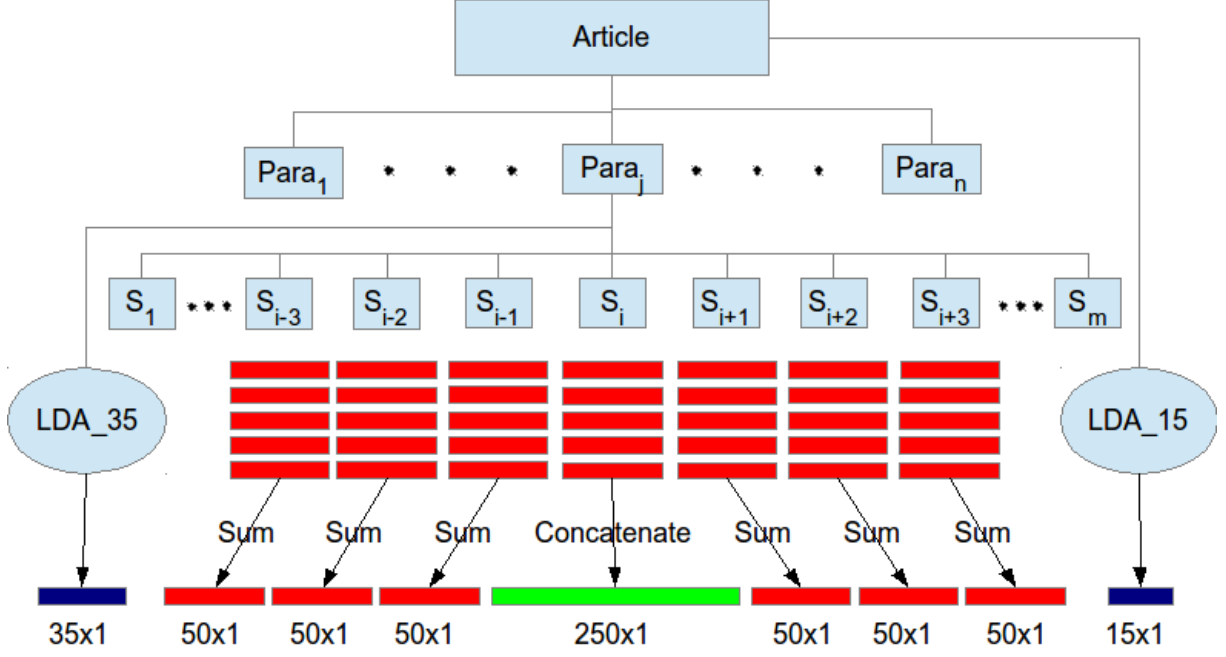 Article
Para1 Paraj Paran
S1 Si-3 Si-2 Si-1 Si Si+1 Si+2 Si+3 Sm
LDA_35 LDA_15
Sum Sum Sum Concatenate Sum Sum Sum
35x1 50x1 50x1 50x1 250x1 50x1 50x1 50x1 15x1